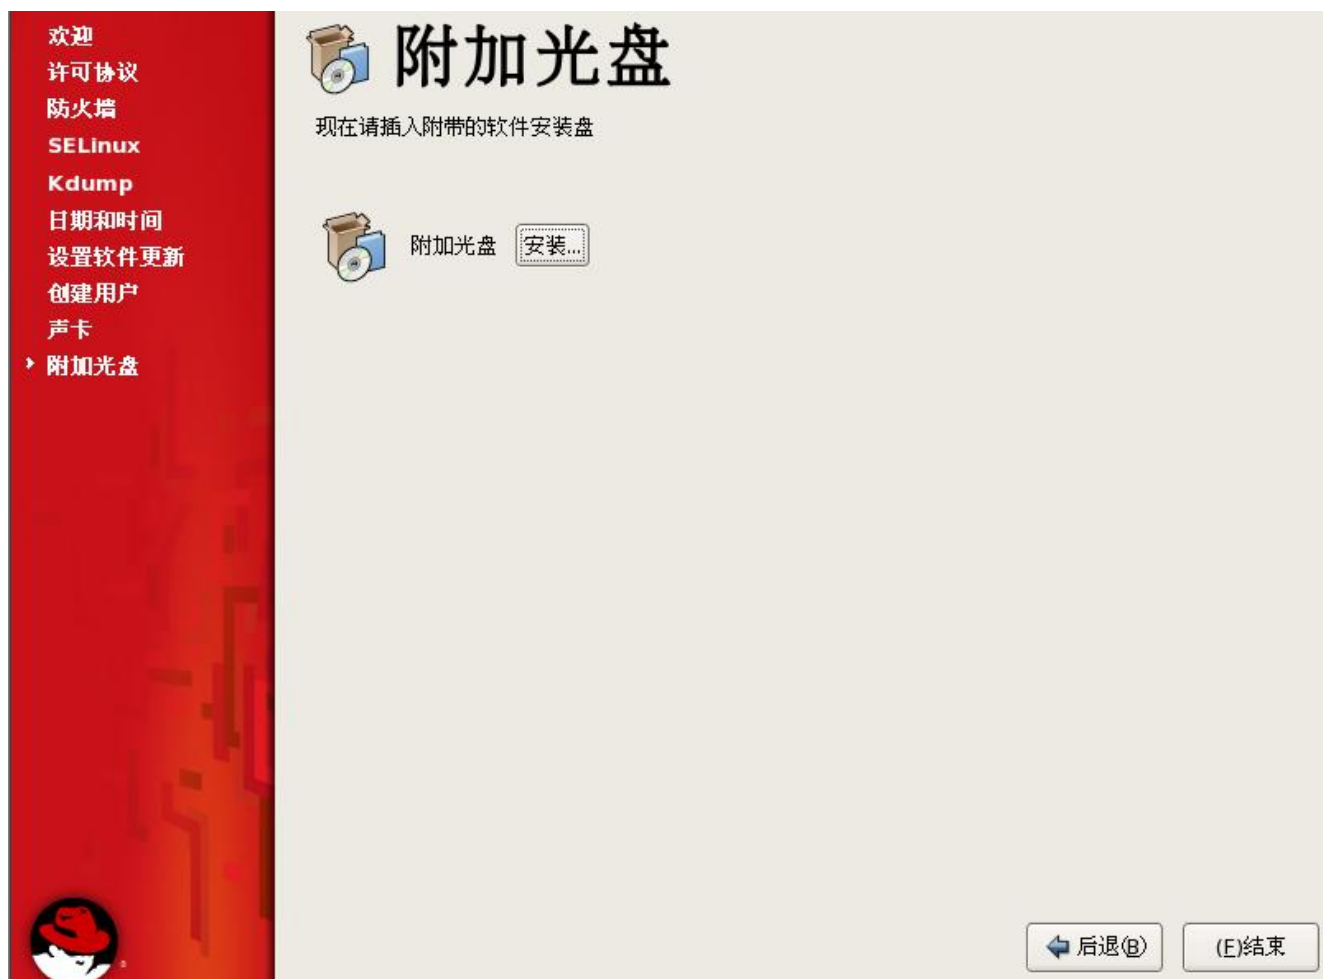 欢迎
许可协议
防火墙
SELinux
Kdump
日期和时间
设置软件更新
创建用户
声卡
附加光盘
附加光盘
现在请插入附带的软件安装盘
附加光盘 安装...
后退(B) (F)结束